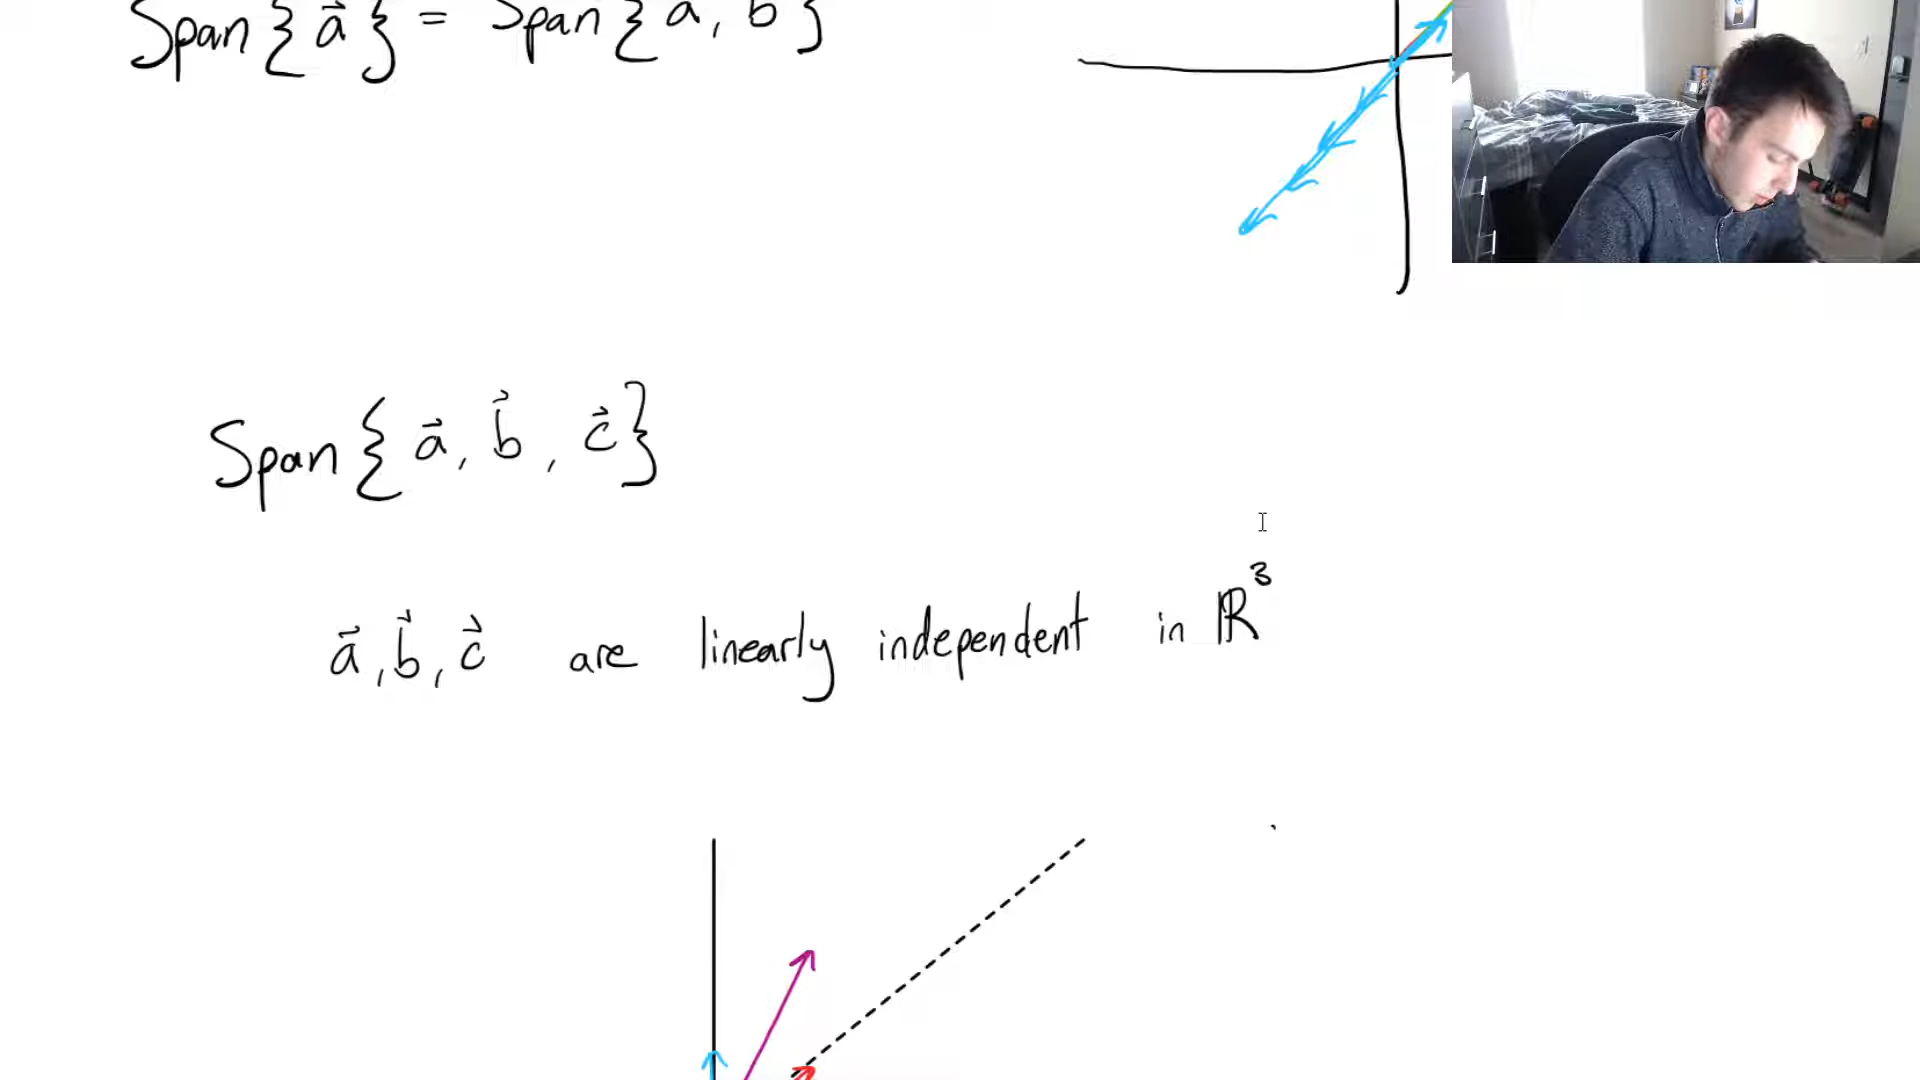 Span{a⃗} = Span{a, b}
Span{a⃗, b⃗, c⃗}
a⃗, b⃗, c⃗ are linearly independent in ℝ³